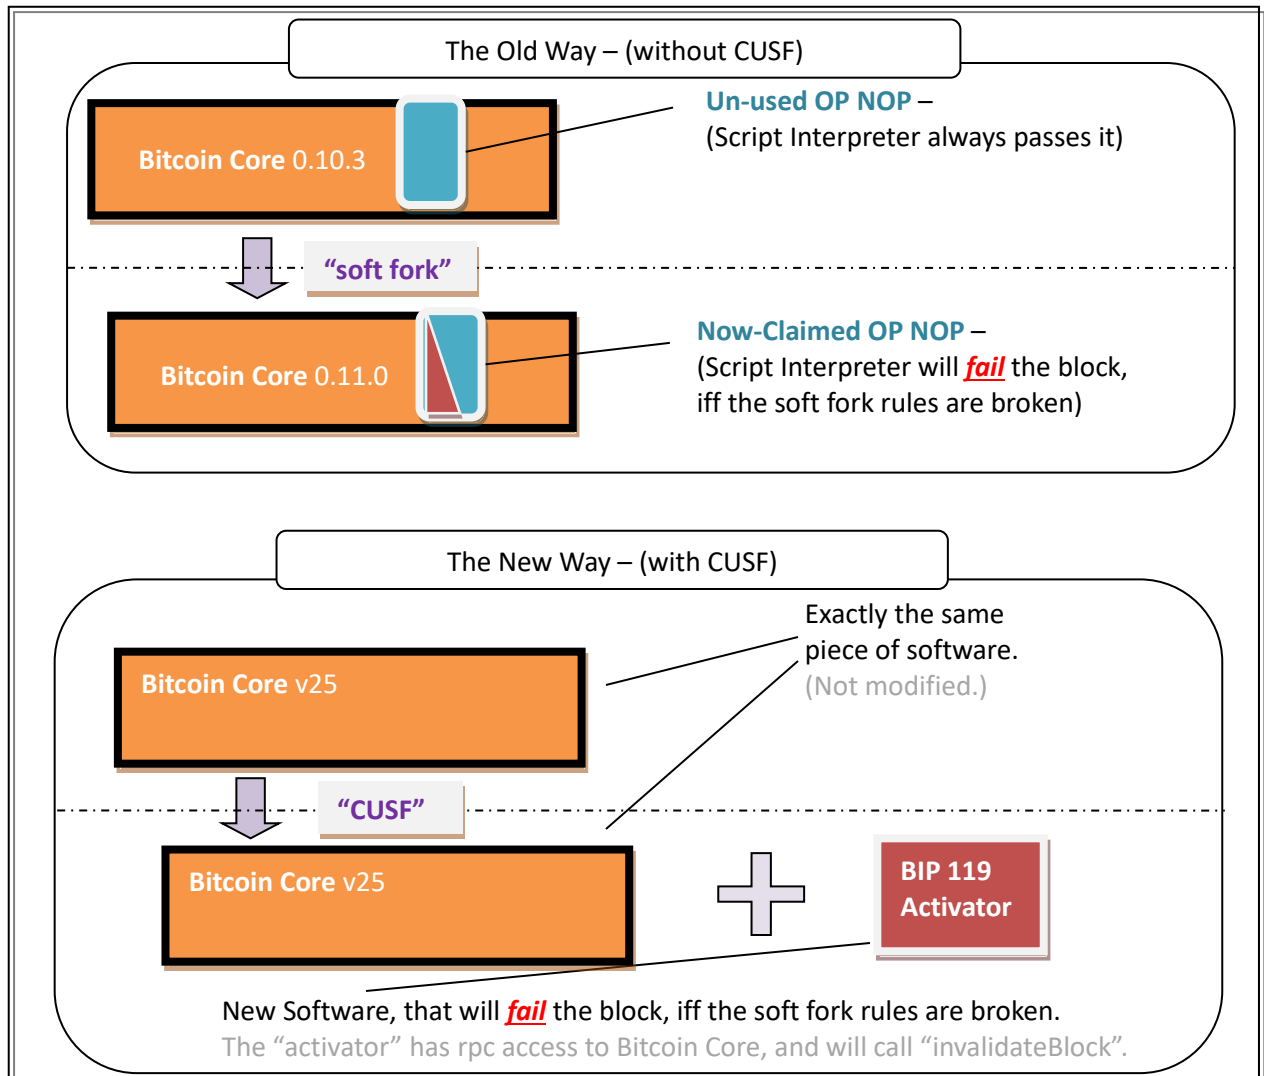 The Old Way – (without CUSF)
Bitcoin Core 0.10.3
Un-used OP NOP –
(Script Interpreter always passes it)
“soft fork”
Bitcoin Core 0.11.0
Now-Claimed OP NOP –
(Script Interpreter will fail the block,
iff the soft fork rules are broken)
The New Way – (with CUSF)
Exactly the same
piece of software.
(Not modified.)
Bitcoin Core v25
“CUSF”
Bitcoin Core v25
BIP 119
Activator
New Software, that will fail the block, iff the soft fork rules are broken.
The “activator” has rpc access to Bitcoin Core, and will call “invalidateBlock”.